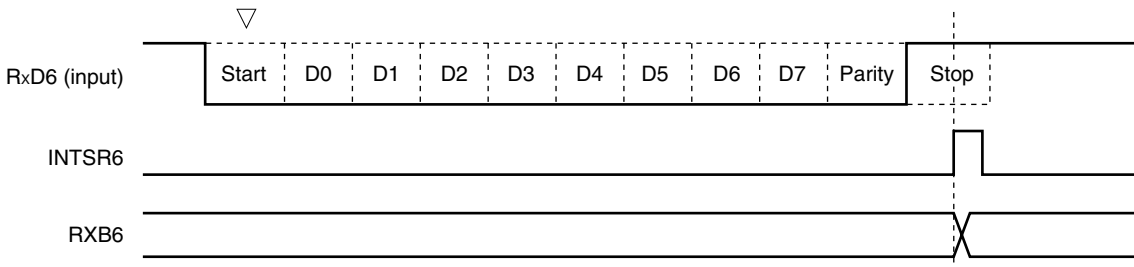 RxD6 (input) Start D0 D1 D2 D3 D4 D5 D6 D7 Parity Stop
INTSR6
RXB6